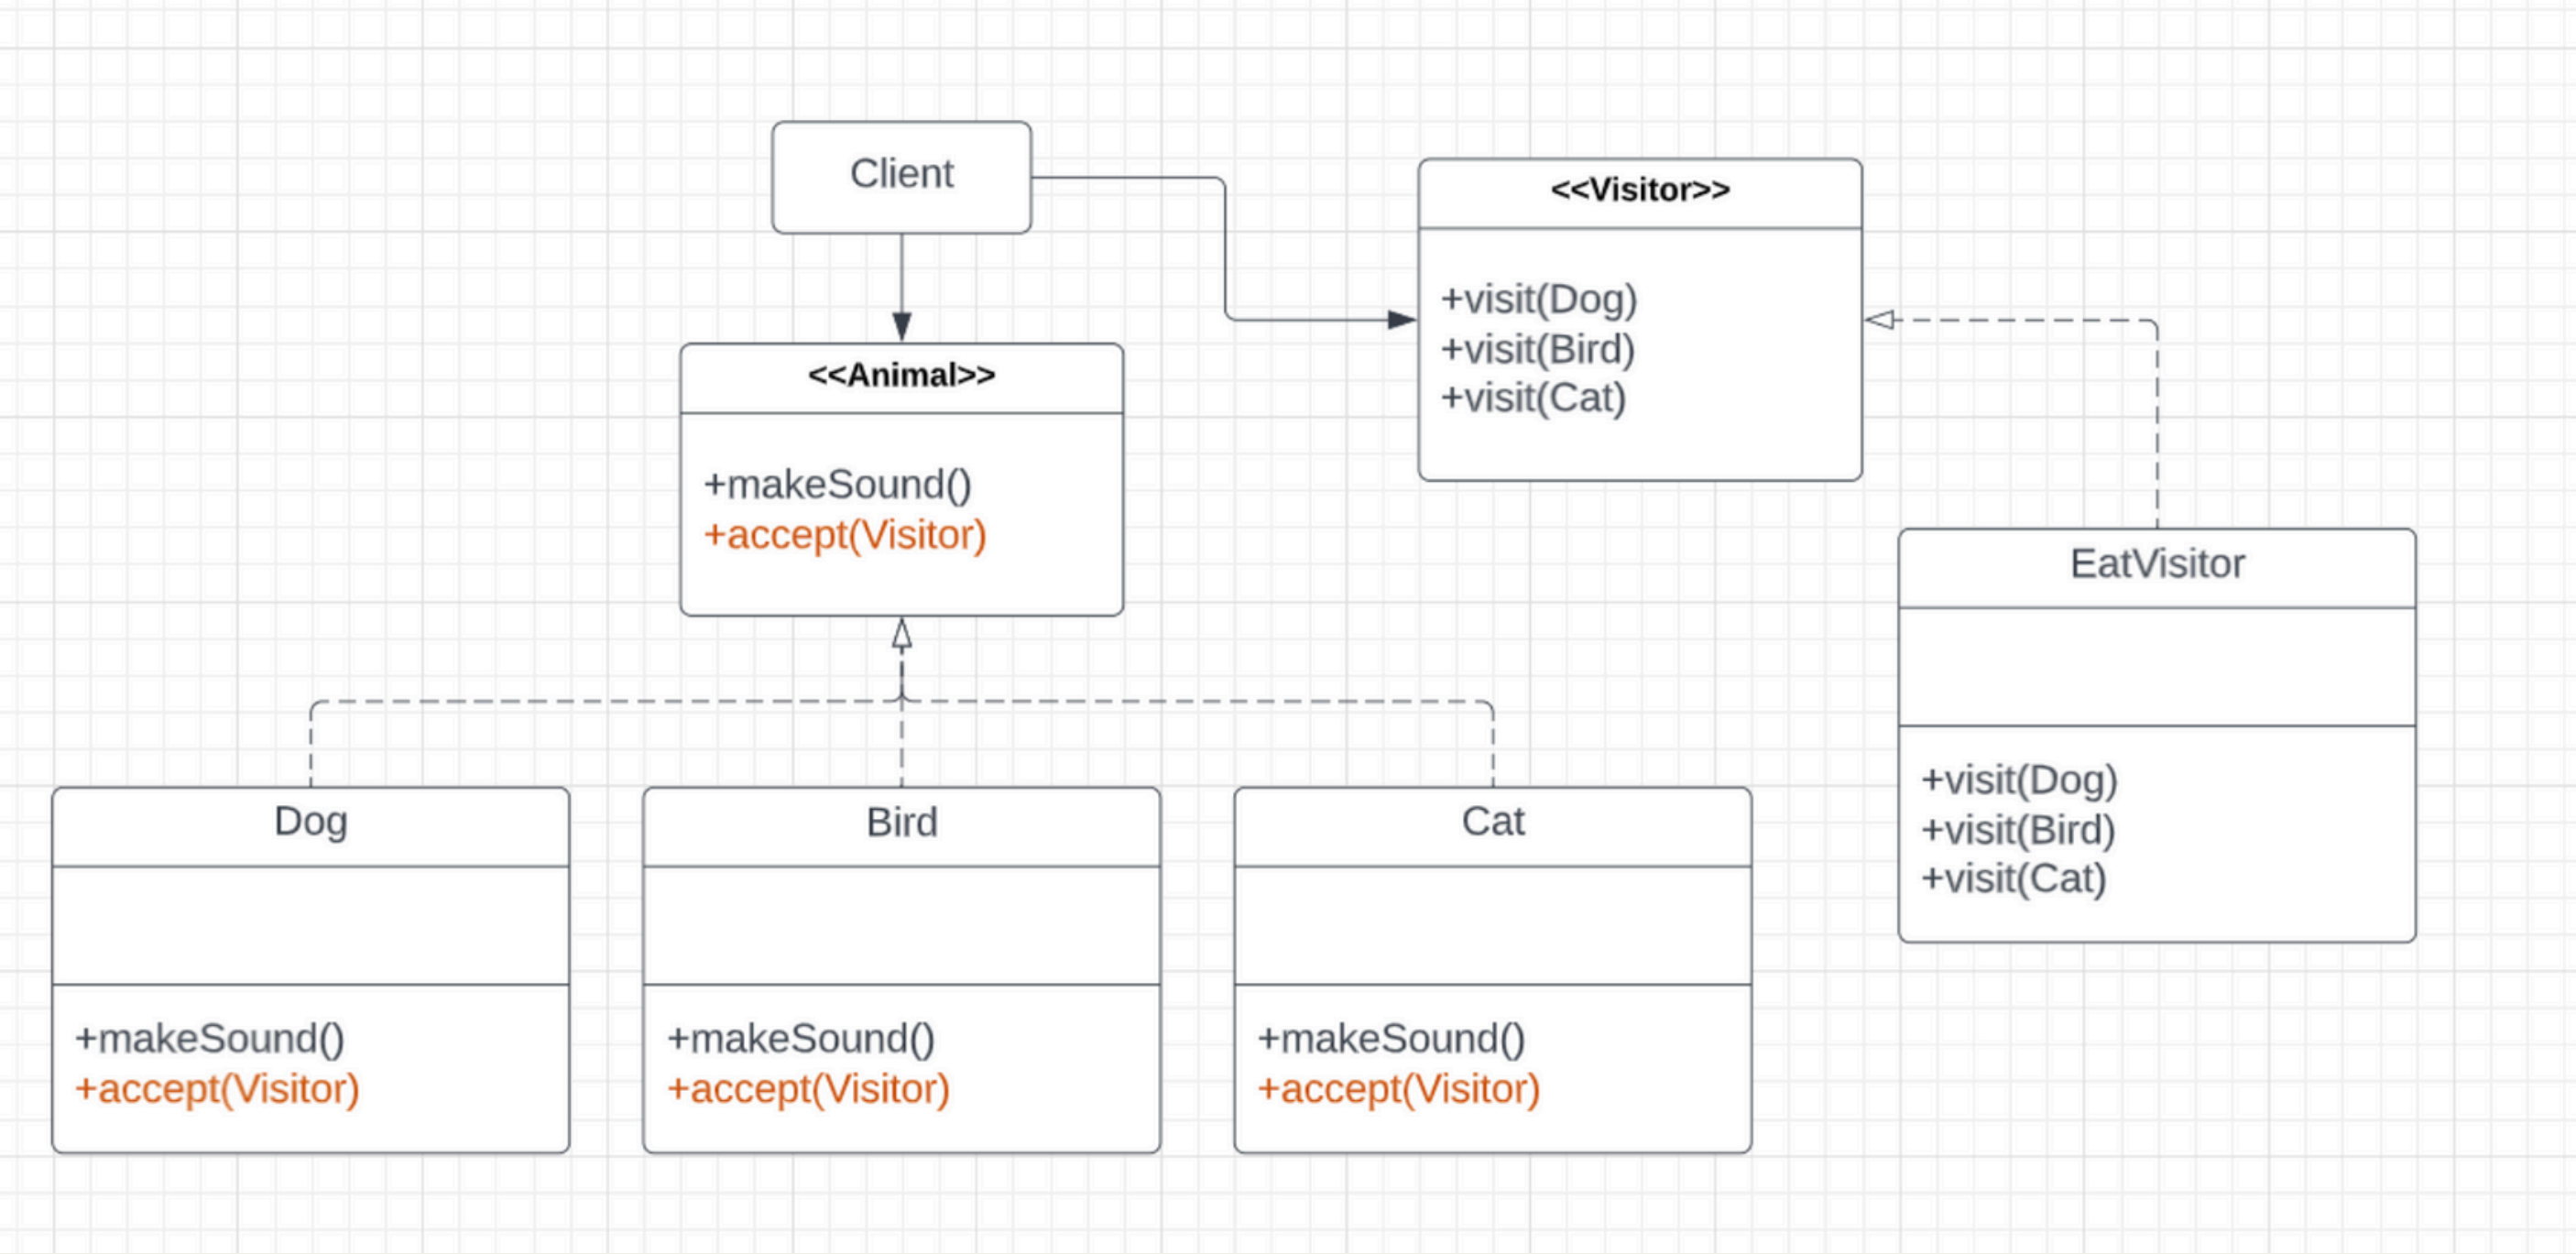 Client
<<Visitor>>
+visit(Dog)
+visit(Bird)
+visit(Cat)
<<Animal>>
+makeSound()
+accept(Visitor)
EatVisitor
+visit(Dog)
+visit(Bird)
+visit(Cat)
Dog
+makeSound()
+accept(Visitor)
Bird
+makeSound()
+accept(Visitor)
Cat
+makeSound()
+accept(Visitor)